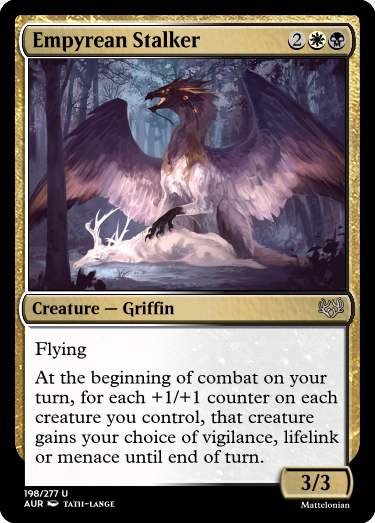 Empyrean Stalker 2
Creature — Griffin
Flying
At the beginning of combat on your
turn, for each +1/+1 counter on each
creature you control, that creature
gains your choice of vigilance, lifelink
or menace until end of turn.
3/3
198/277 U
AUR TATII-LANGE
Mattelonian